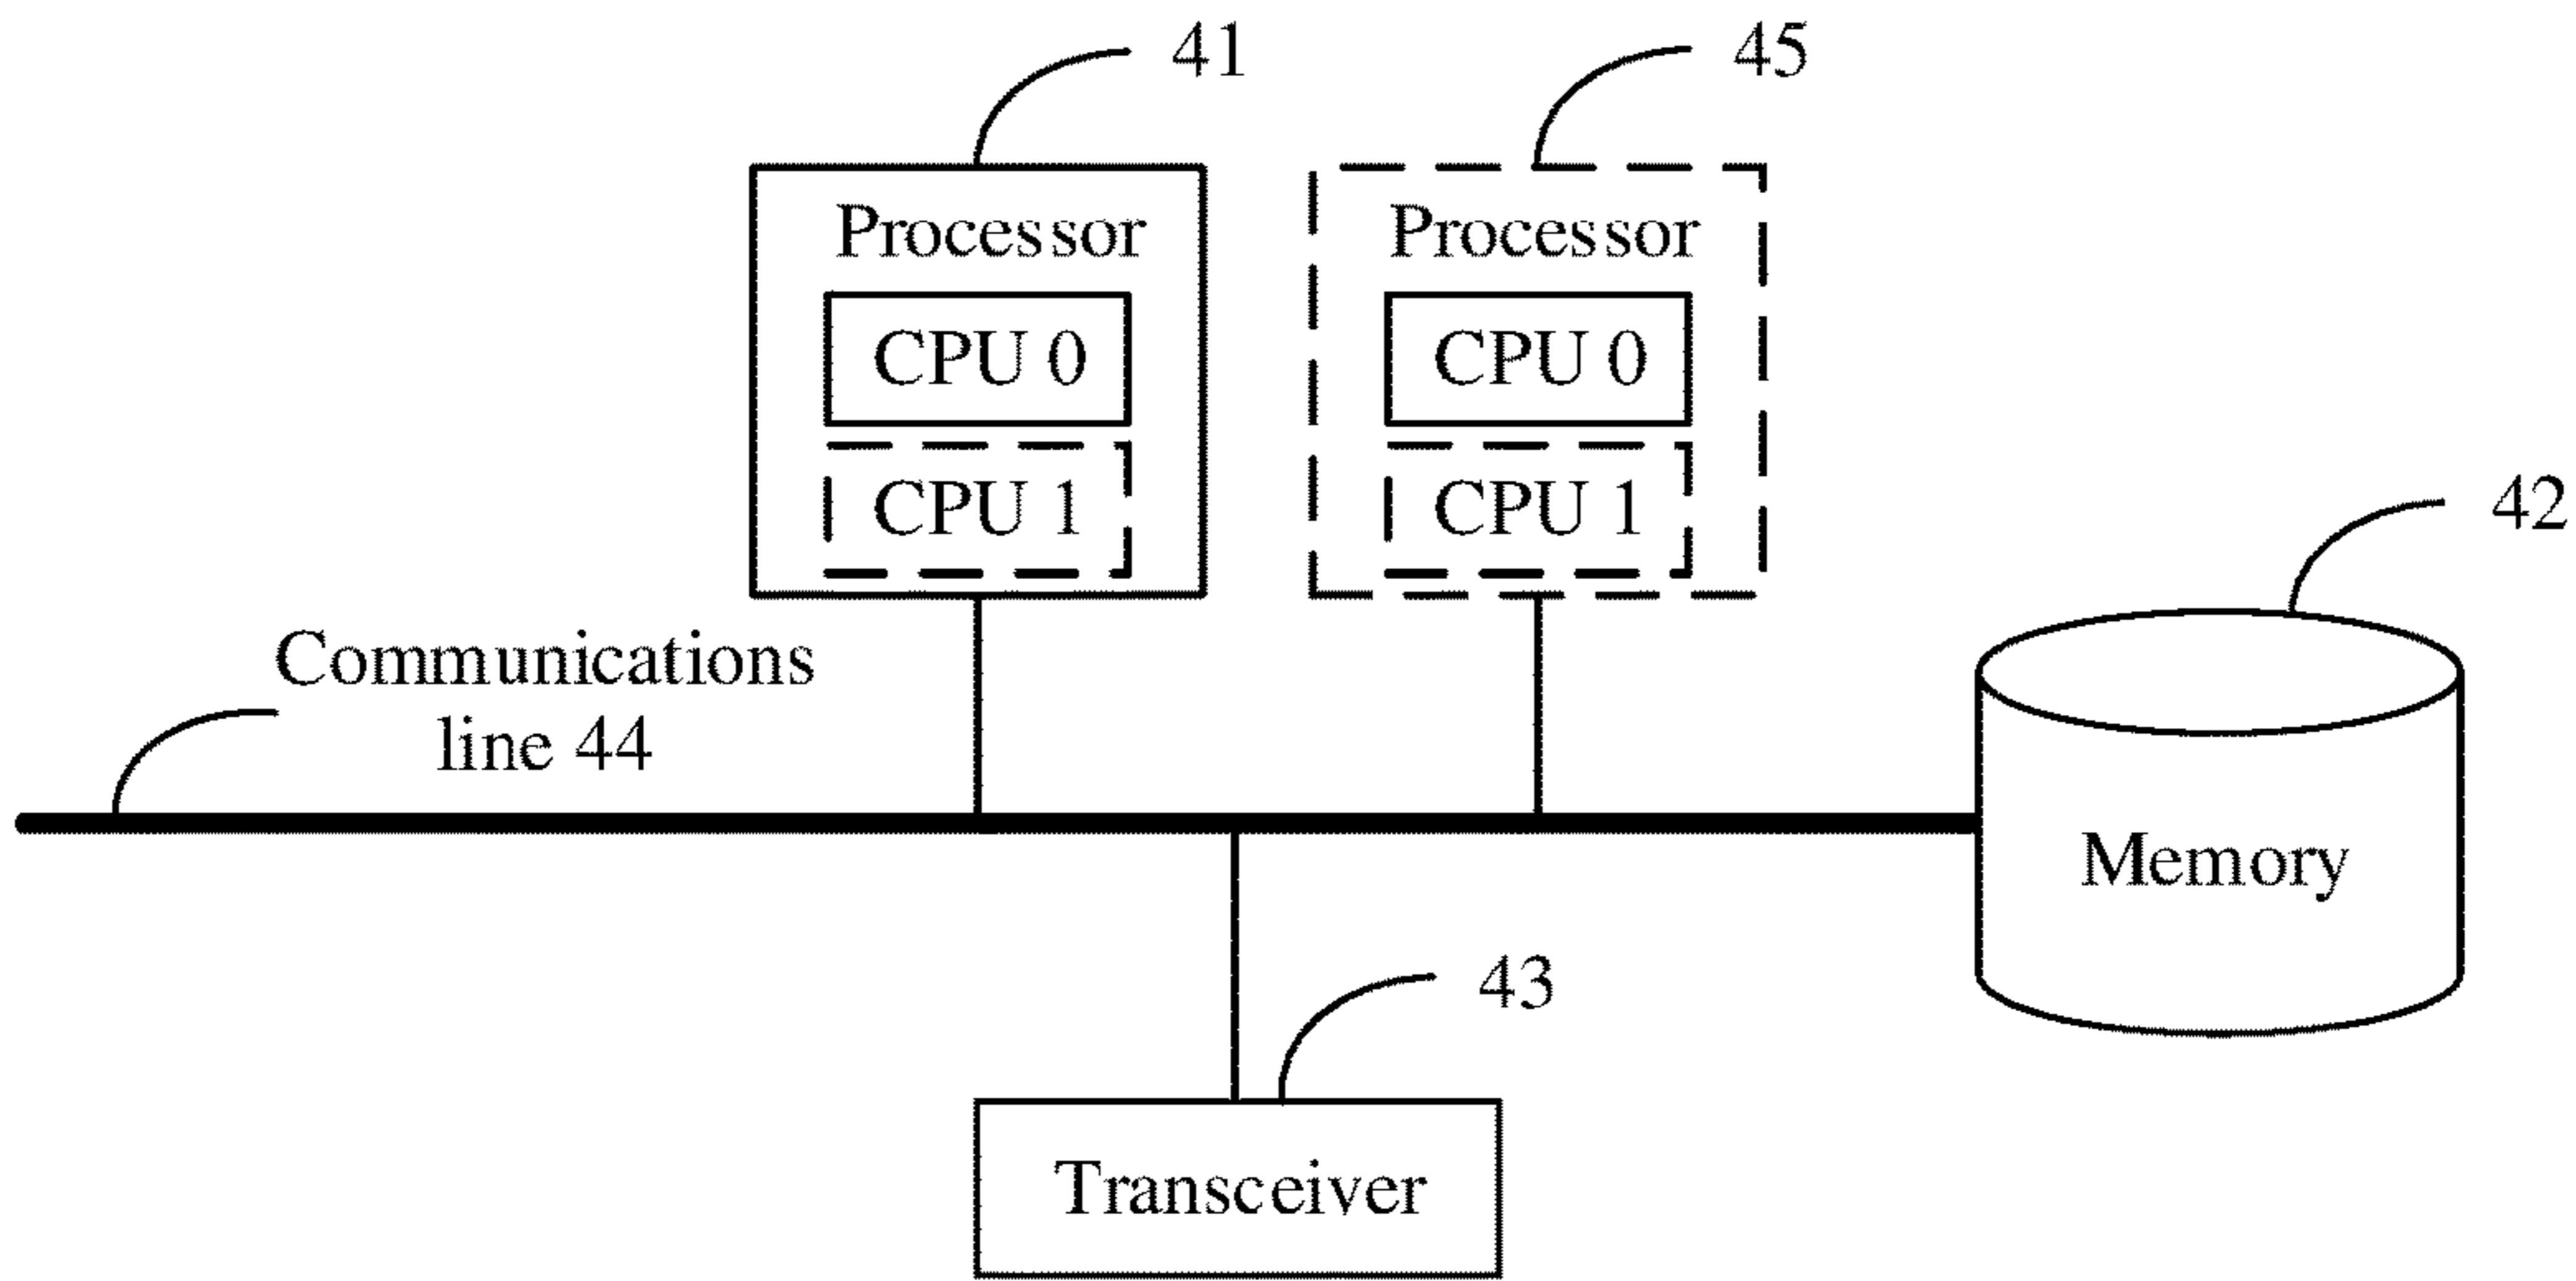 41
45
Processor
CPU 0
CPU 1
Processor
CPU 0
CPU 1
42
Communications
line 44
Memory
43
Transceiver